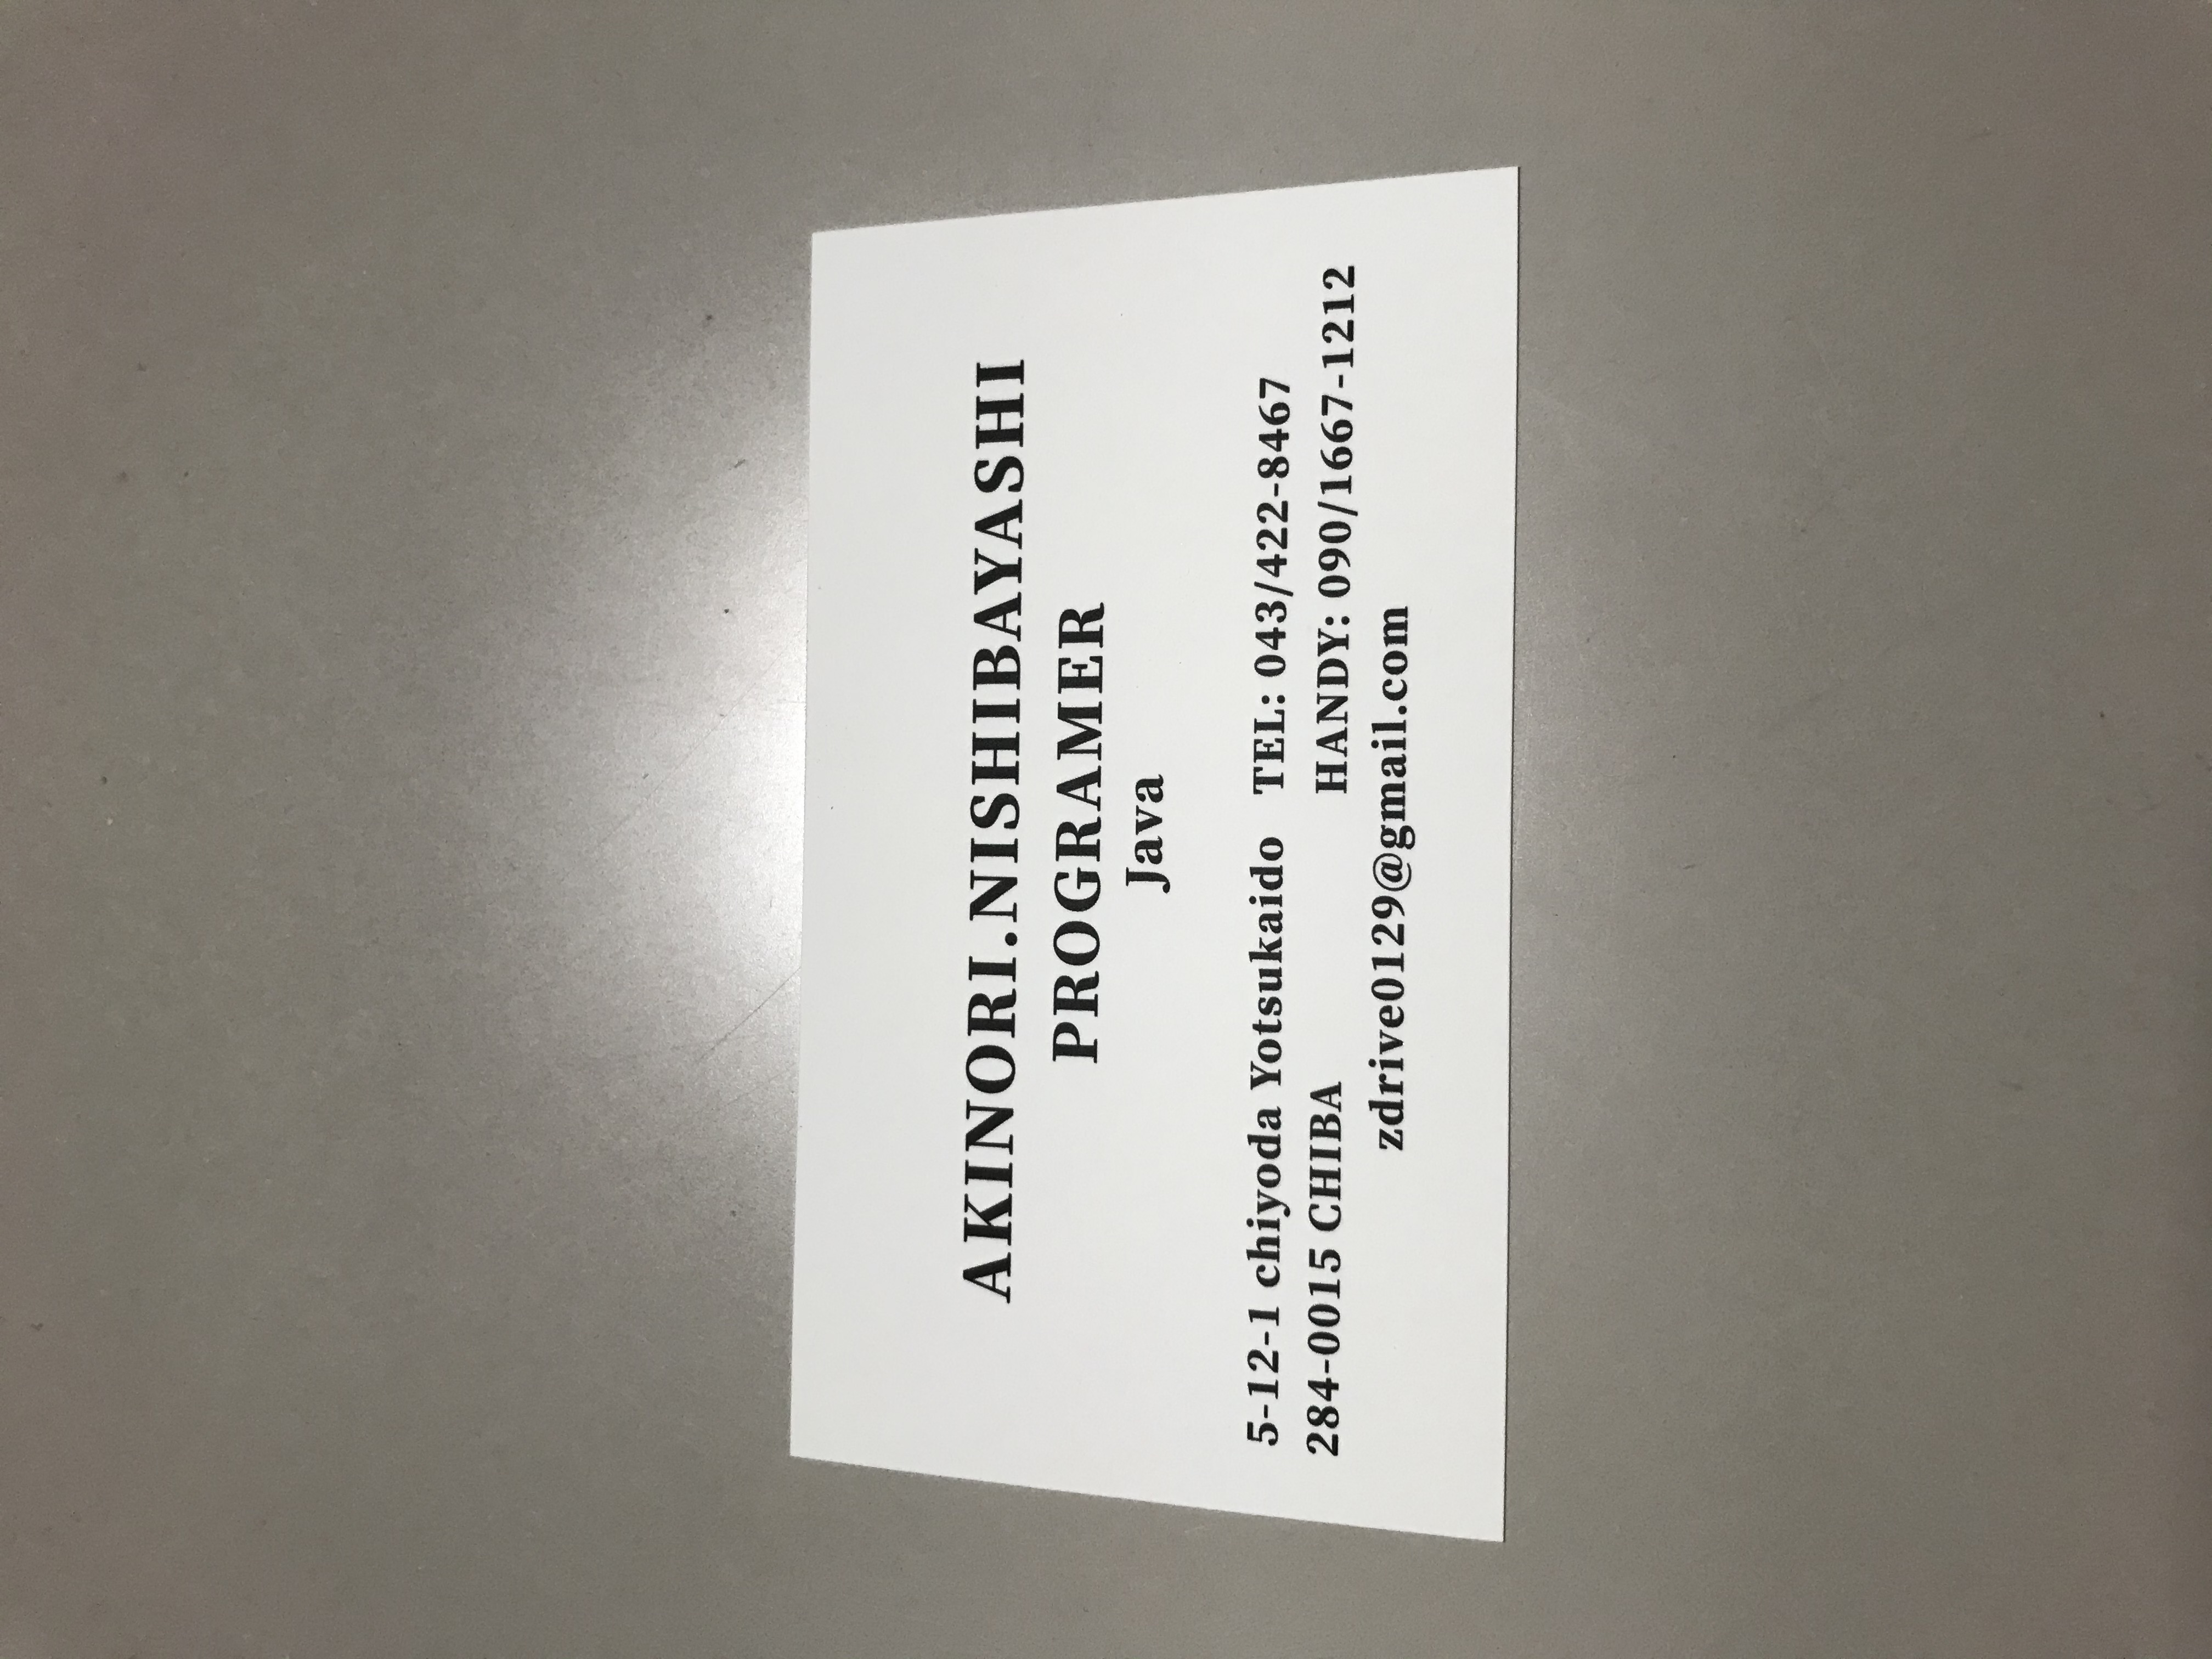 AKINORI.NISHIBAYASHI
PROGRAMER
Java
5-12-1 chiyoda Yotsukaido TEL: 043/422-8467
284-0015 CHIBA HANDY: 090/1667-1212
zdrive0129@gmail.com